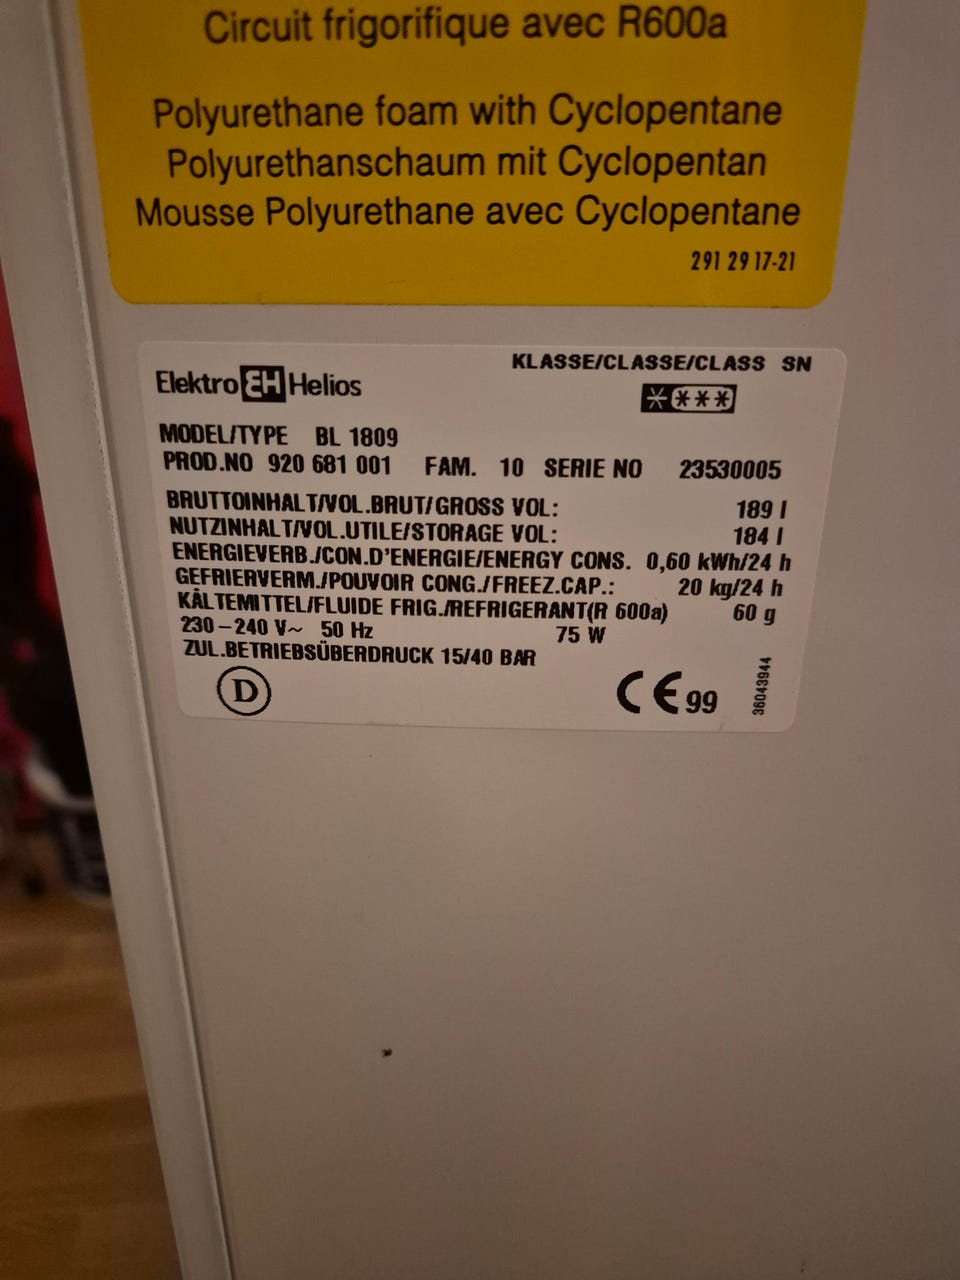 Circuit frigorifique avec R600a
Polyurethane foam with Cyclopentane
Polyurethanschaum mit Cyclopentan
Mousse Polyurethane avec Cyclopentane
291 29 17-21
Elektro EH Helios
KLASSE/CLASSE/CLASS SN
MODEL/TYPE BL 1809
PROD.NO 920 681 001 FAM. 10 SERIE NO 23530005
BRUTTOINHALT/VOL.BRUT/GROSS VOL: 189 l
NUTZINHALT/VOL.UTILE/STORAGE VOL: 184 l
ENERGIEVERB./CON.D'ENERGIE/ENERGY CONS. 0,60 kWh/24 h
GEFRIERVERM./POUVOIR CONG./FREEZ.CAP.: 20 kg/24 h
KÄLTEMITTEL/FLUIDE FRIG./REFRIGERANT(R 600a) 60 g
230-240 V~ 50 Hz 75 W
ZUL.BETRIEBSÜBERDRUCK 15/40 BAR
D
CE 99
36043944